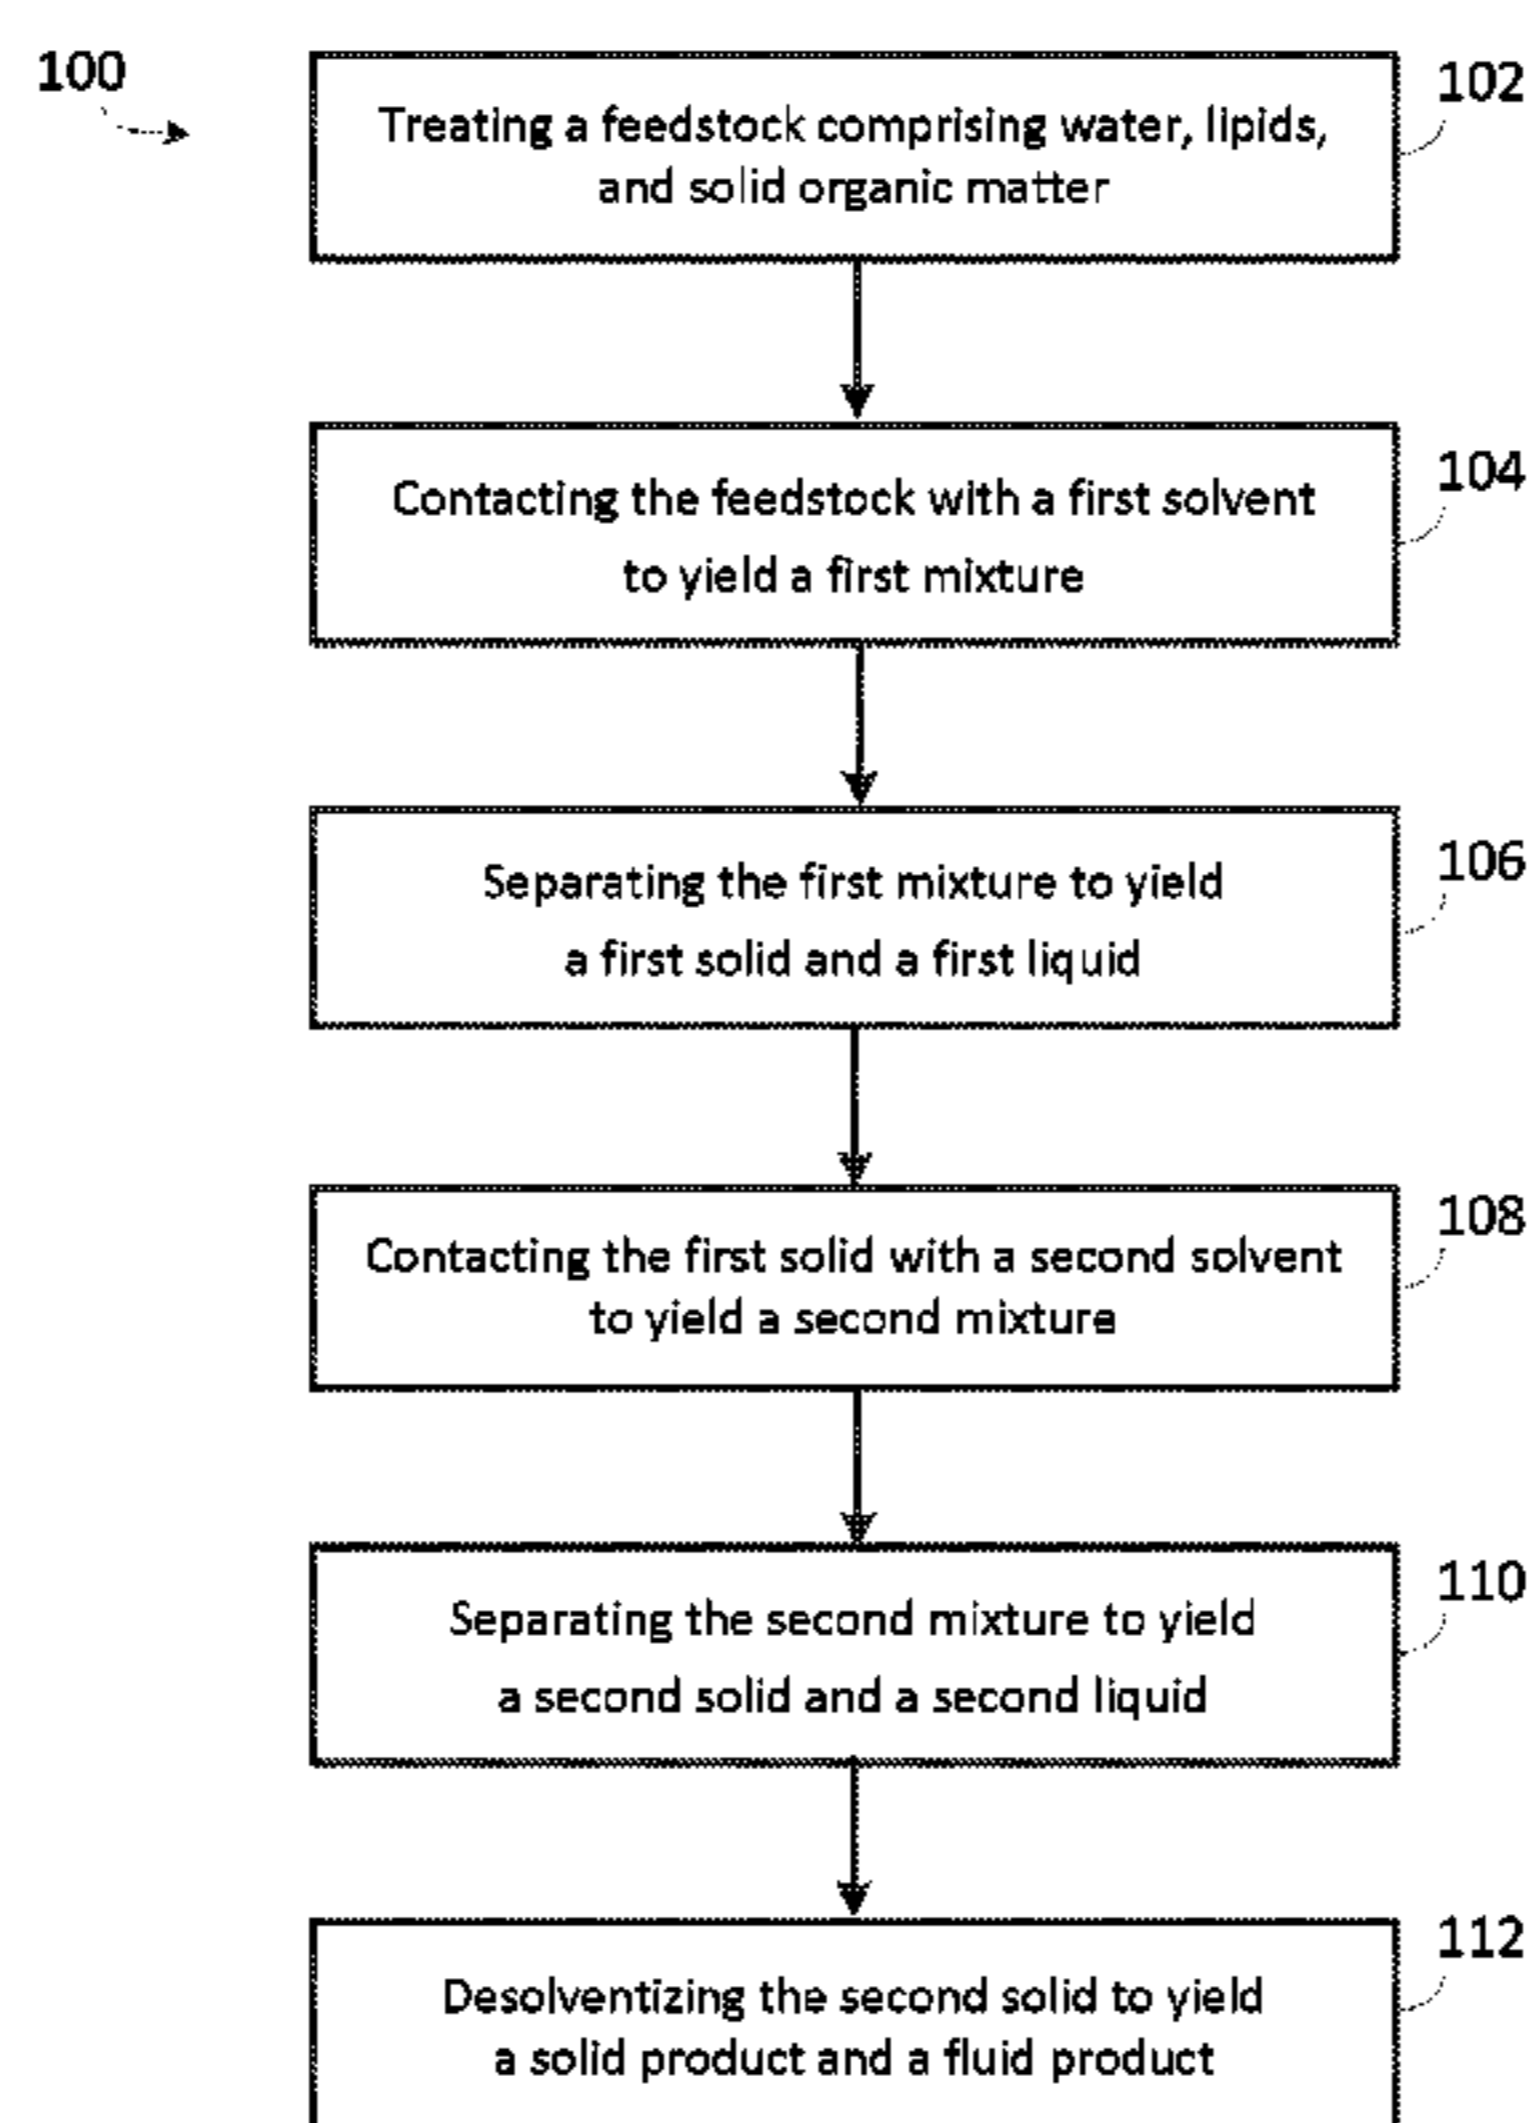 100
102
Treating a feedstock comprising water, lipids,
and solid organic matter
104
Contacting the feedstock with a first solvent
to yield a first mixture
106
Separating the first mixture to yield
a first solid and a first liquid
108
Contacting the first solid with a second solvent
to yield a second mixture
110
Separating the second mixture to yield
a second solid and a second liquid
112
Desolventizing the second solid to yield
a solid product and a fluid product